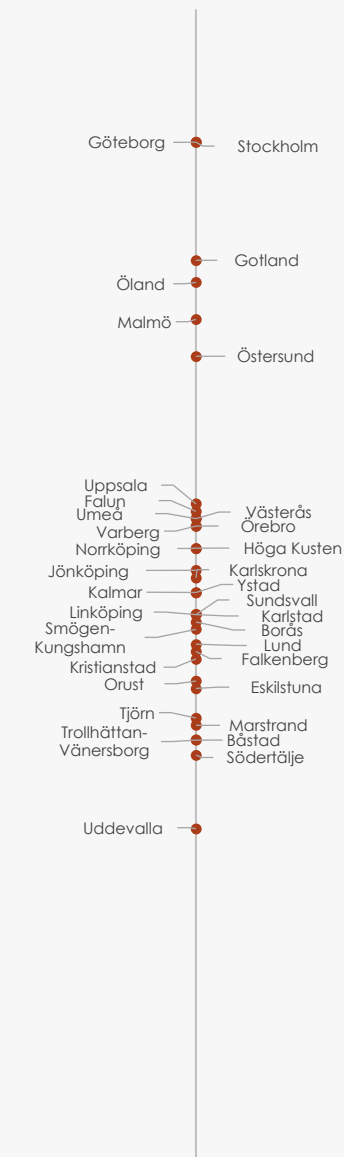 Göteborg
Stockholm
Gotland
Öland
Malmö
Östersund
Uppsala
Falun
Umeå
Västerås
Varberg
Örebro
Norrköping
Höga Kusten
Jönköping
Karlskrona
Kalmar
Ystad
Sundsvall
Linköping
Karlstad
Smögen-
Kungshamn
Borås
Lund
Falkenberg
Kristianstad
Orust
Eskilstuna
Tjörn
Marstrand
Trollhättan-
Vänersborg
Båstad
Södertälje
Uddevalla